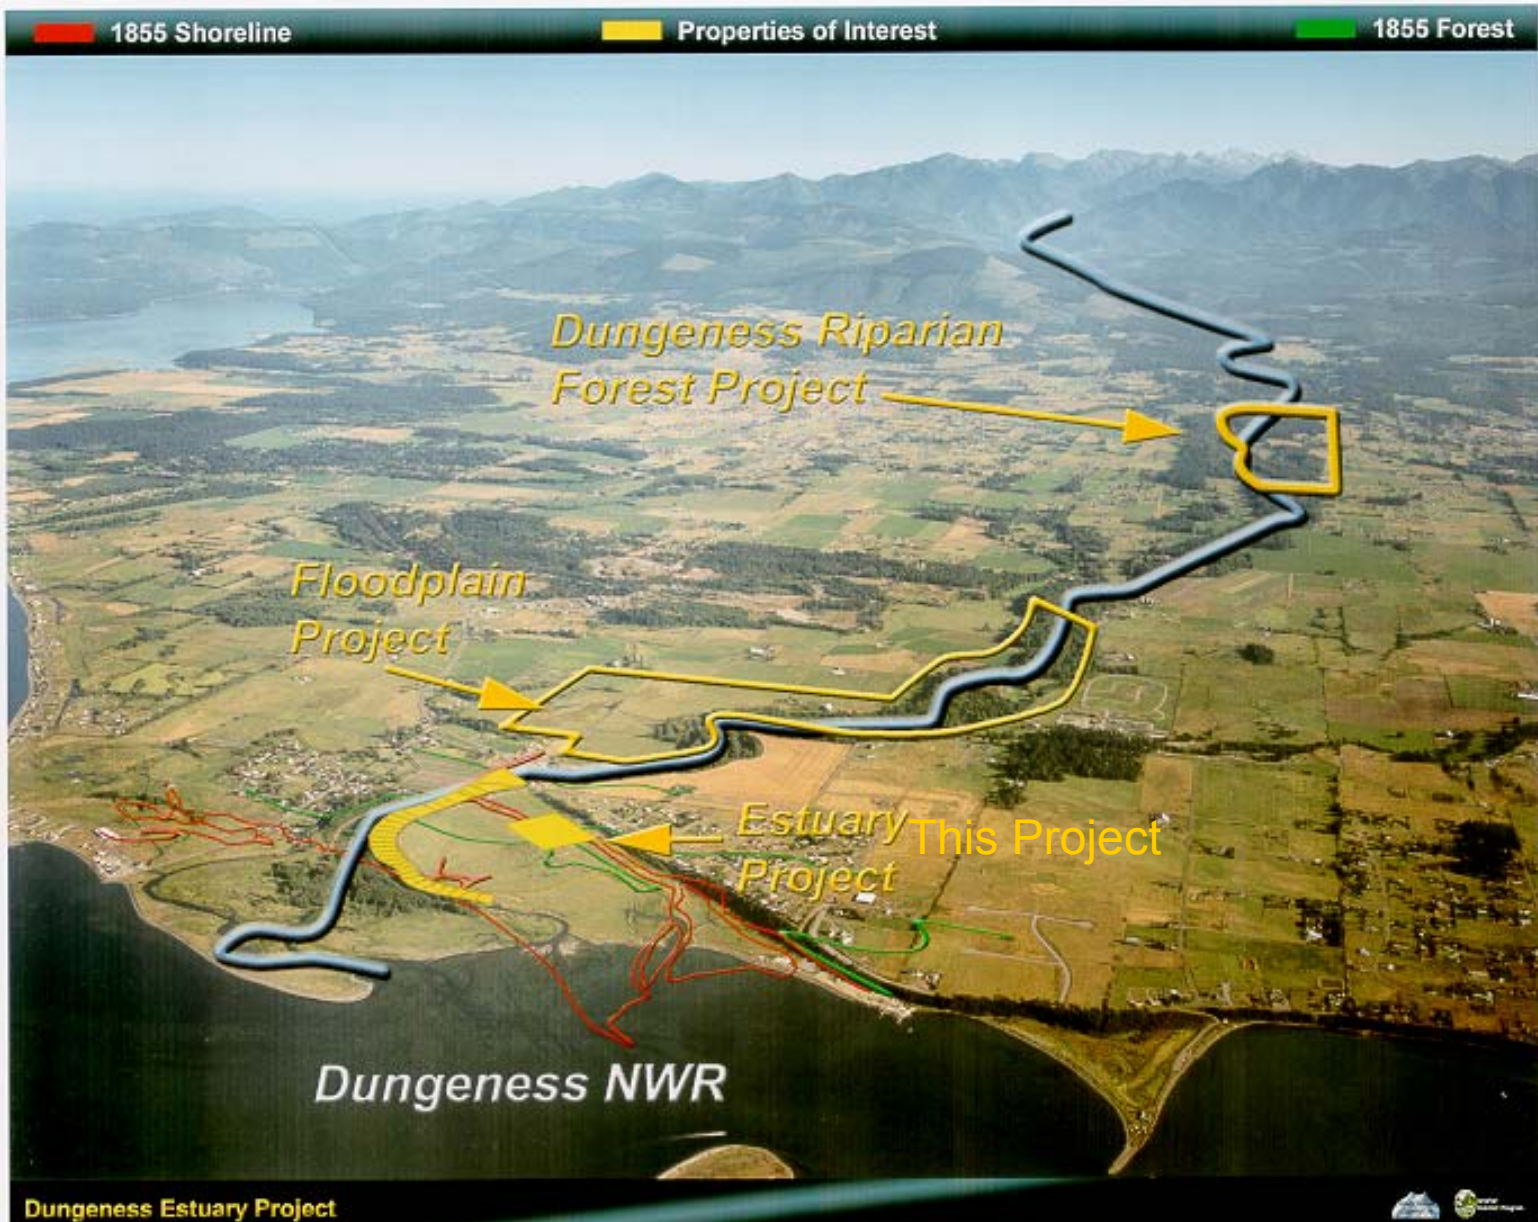 1855 Shoreline
Properties of Interest
1855 Forest
Dungeness Riparian
Forest Project
Floodplain
Project
Estuary
Project
This Project
Dungeness NWR
Dungeness Estuary Project